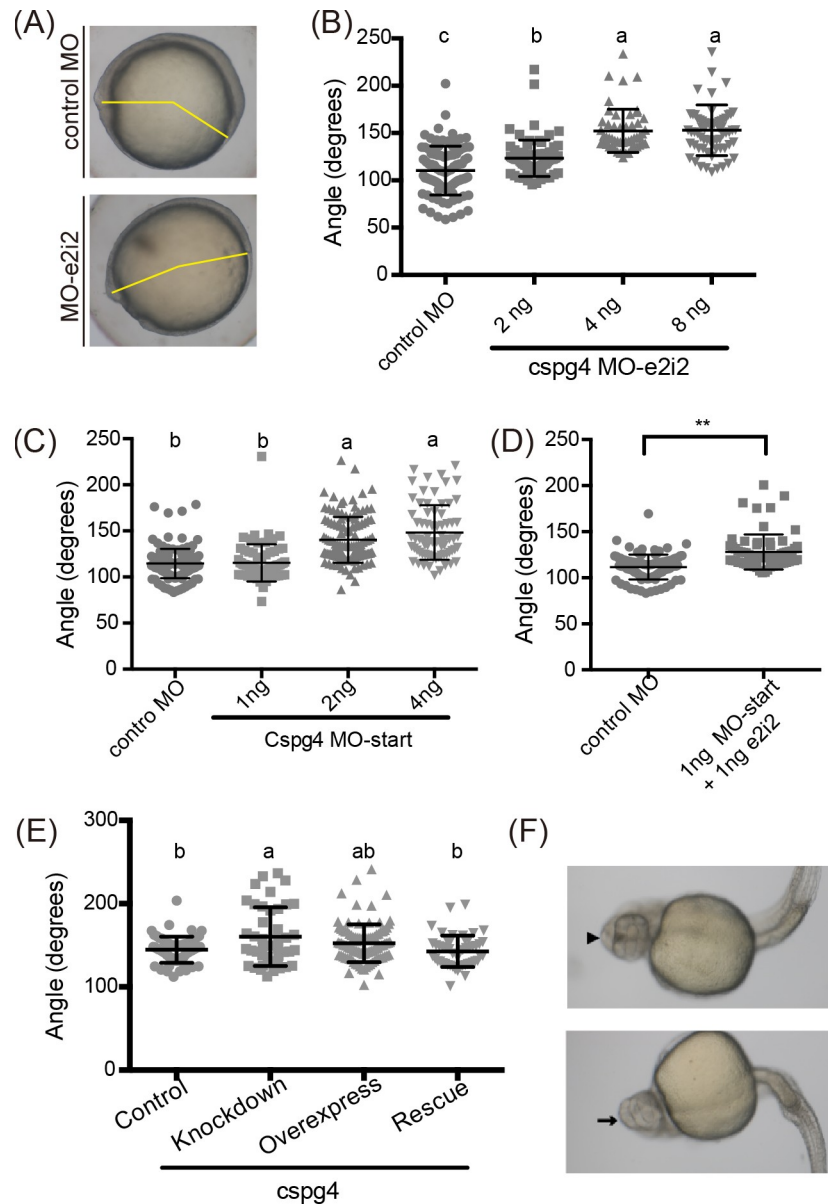 (A)
control MO
MO-e2i2
(B)
Angle (degrees)
250
200
150
100
50
0
c
b
a
a
control MO
2 ng
4 ng
8 ng
cspg4 MO-e2i2
(C)
Angle (degrees)
250
200
150
100
50
0
b
b
a
a
contro MO
1ng
2ng
4ng
Cspg4 MO-start
(D)
Angle (degrees)
250
200
150
100
50
0
**
control MO
1ng MO-start
+ 1ng e2i2
(E)
Angle (degrees)
300
200
100
0
b
a
ab
b
Control
Knockdown
Overexpress
Rescue
cspg4
(F)